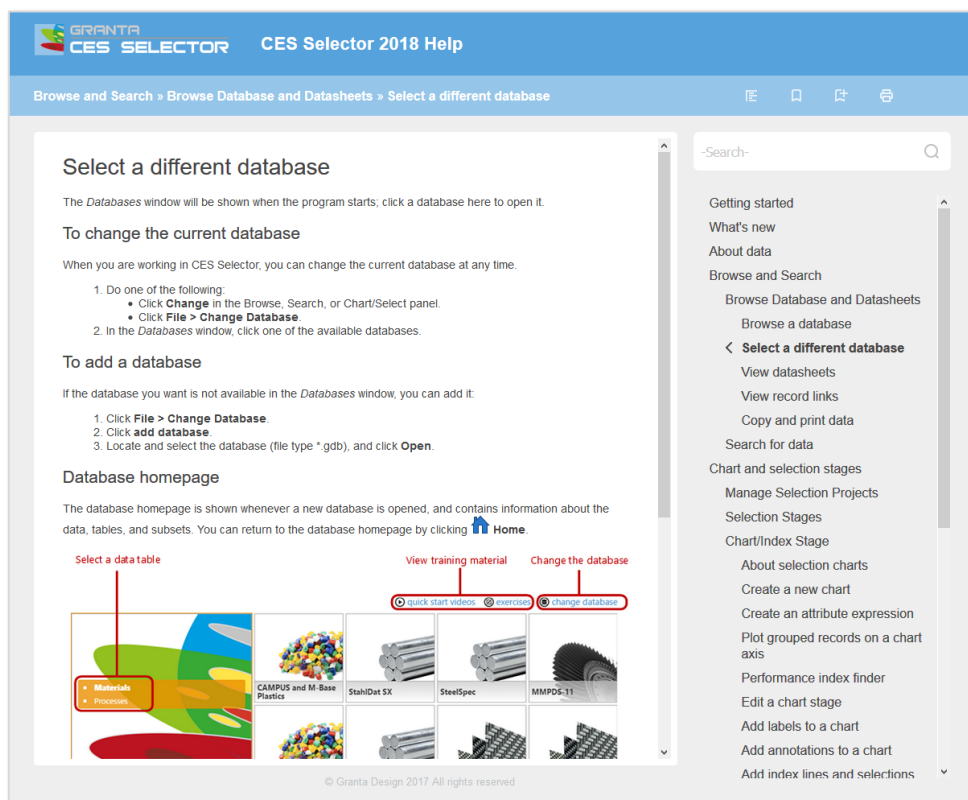 GRANTA
CES SELECTOR
CES Selector 2018 Help
Browse and Search » Browse Database and Datasheets » Select a different database
Select a different database
The Databases window will be shown when the program starts; click a database here to open it.
To change the current database
When you are working in CES Selector, you can change the current database at any time.
1. Do one of the following:
• Click Change in the Browse, Search, or Chart/Select panel.
• Click File > Change Database.
2. In the Databases window, click one of the available databases.
To add a database
If the database you want is not available in the Databases window, you can add it:
1. Click File > Change Database.
2. Click add database.
3. Locate and select the database (file type *.gdb), and click Open.
Database homepage
The database homepage is shown whenever a new database is opened, and contains information about the
data, tables, and subsets. You can return to the database homepage by clicking Home.
Select a data table
View training material
Change the database
quick start videos
exercises
change database
• Materials
• Processes
CAMPUS and M-Base
Plastics
StahlDat SX
SteelSpec
MMPDS-11
-Search-
Getting started
What's new
About data
Browse and Search
Browse Database and Datasheets
Browse a database
Select a different database
View datasheets
View record links
Copy and print data
Search for data
Chart and selection stages
Manage Selection Projects
Selection Stages
Chart/Index Stage
About selection charts
Create a new chart
Create an attribute expression
Plot grouped records on a chart
axis
Performance index finder
Edit a chart stage
Add labels to a chart
Add annotations to a chart
Add index lines and selections
© Granta Design 2017 All rights reserved